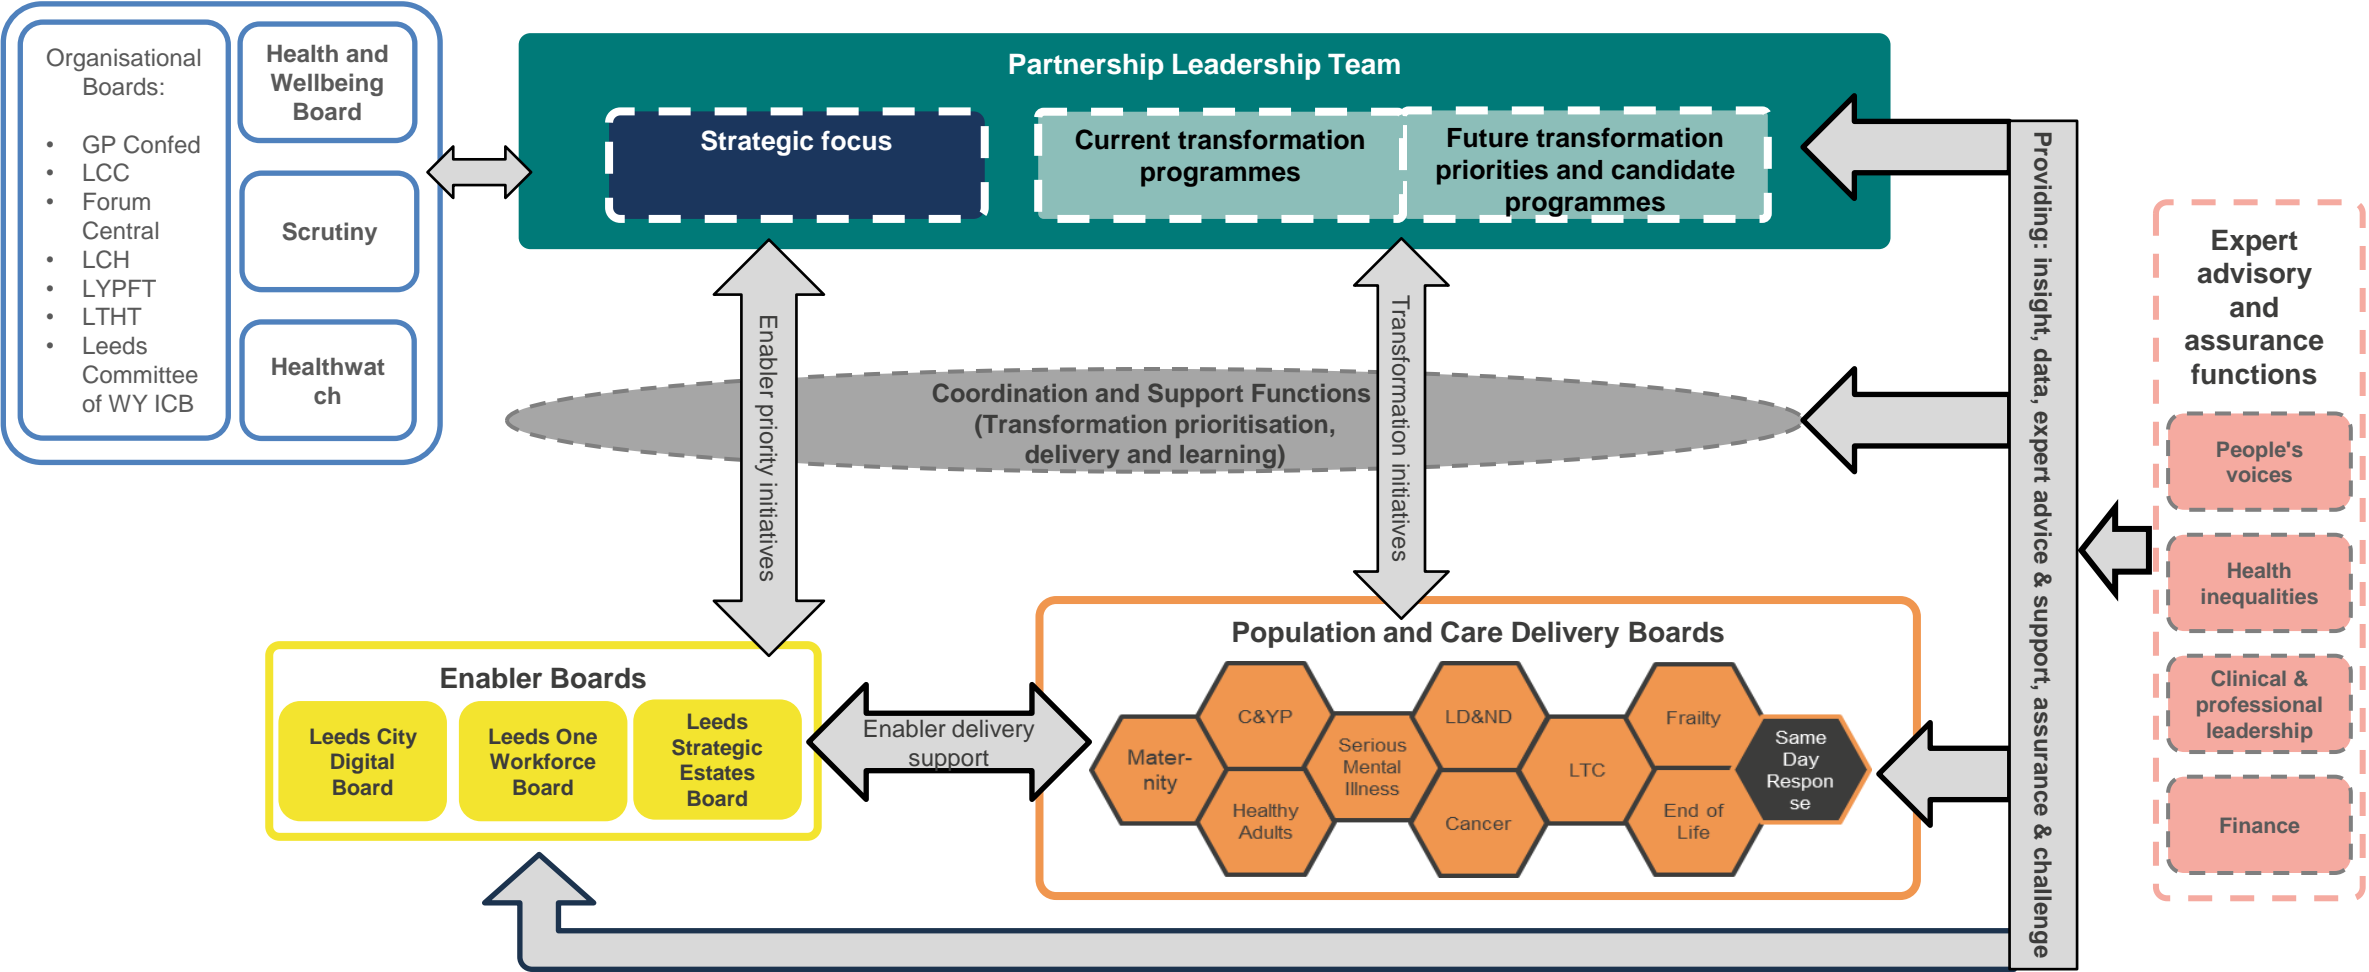 Organisational
Boards:
• GP Confed
• LCC
• Forum
Central
• LCH
• LYPFT
• LTHT
• Leeds
Committee
of WY ICB
Health and
Wellbeing
Board
Scrutiny
Healthwat
ch
Partnership Leadership Team
Strategic focus
Current transformation
programmes
Future transformation
priorities and candidate
programmes
Enabler priority initiatives
Transformation initiatives
Coordination and Support Functions
(Transformation prioritisation,
delivery and learning)
Enabler Boards
Leeds City
Digital
Board
Leeds One
Workforce
Board
Leeds
Strategic
Estates
Board
Enabler delivery
support
Population and Care Delivery Boards
Mater-
nity
C&YP
Healthy
Adults
Serious
Mental
Illness
LD&ND
Cancer
LTC
Frailty
End of
Life
Same
Day
Respon
se
Providing: insight, data, expert advice & support, assurance & challenge
Expert
advisory
and
assurance
functions
People's
voices
Health
inequalities
Clinical &
professional
leadership
Finance